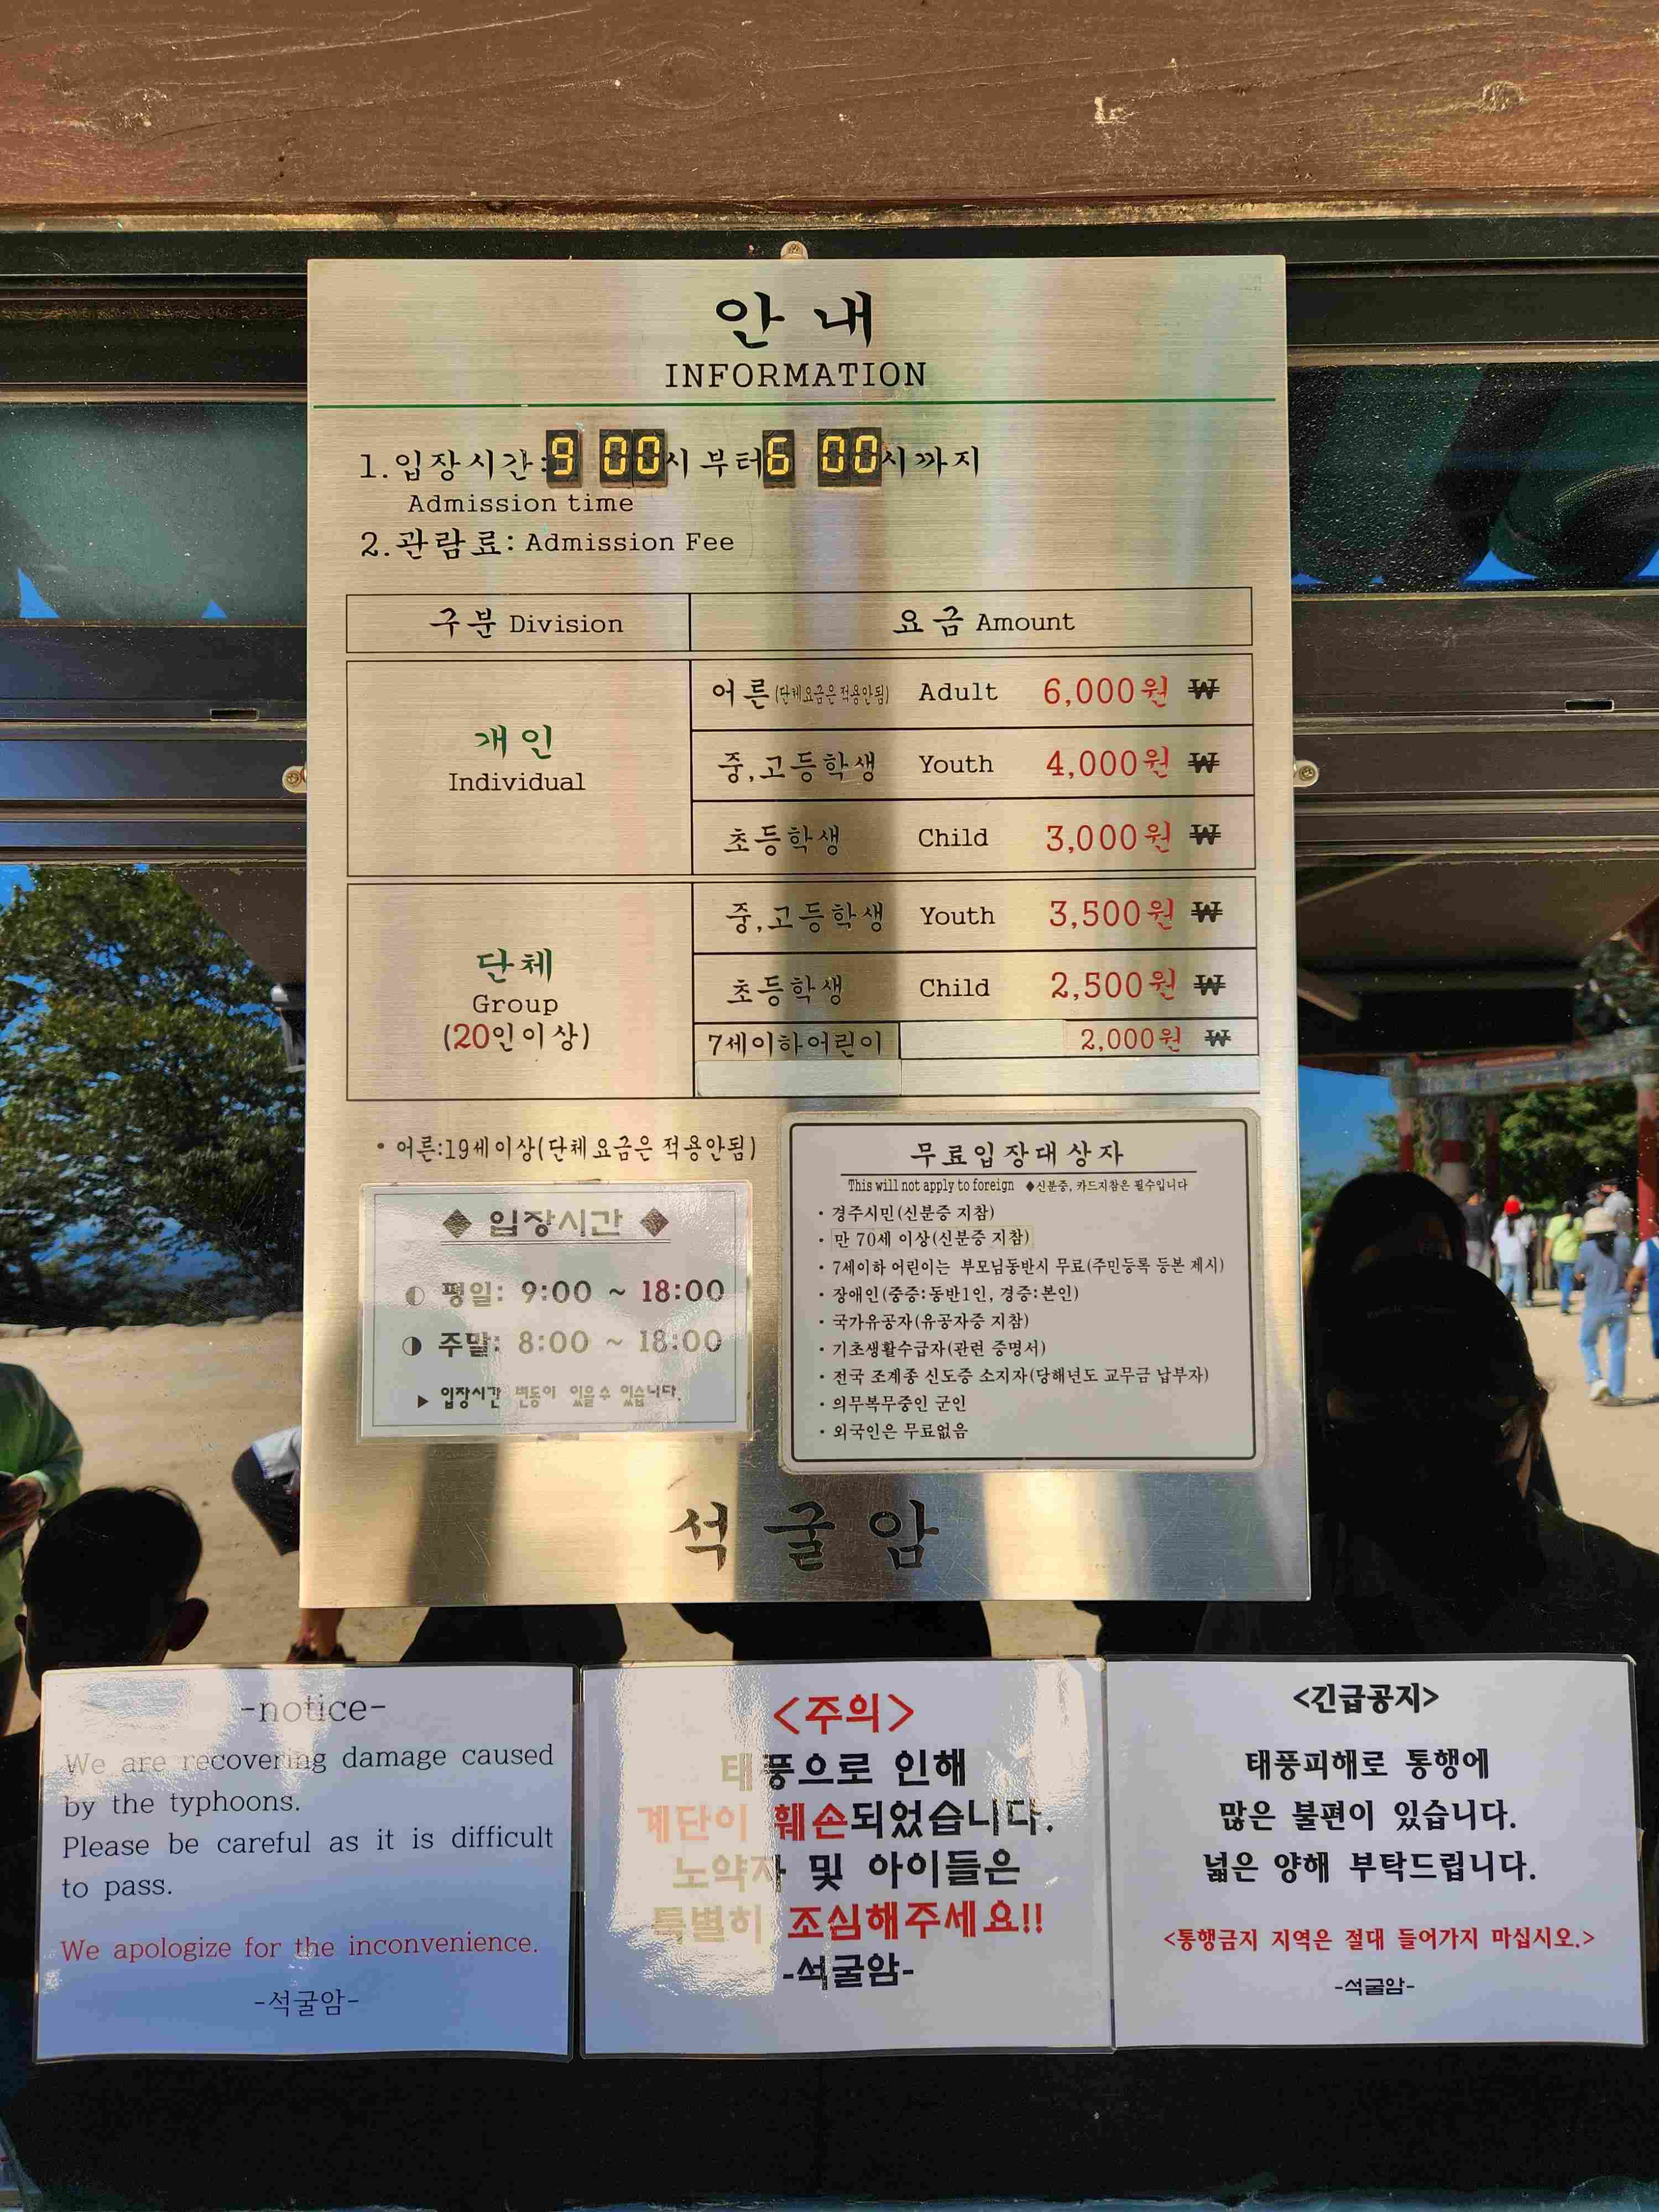 안내
INFORMATION
1.입장시간:9 00시 부터6 00시까지
Admission time
2.관람료: Admission Fee
구분 Division 요금 Amount
개인
Individual
어른(단체요금은적용안됨) Adult 6,000원 ₩
중,고등학생 Youth 4,000원 ₩
초등학생 Child 3,000원 ₩
단체
Group
(20인이상)
중,고등학생 Youth 3,500원 ₩
초등학생 Child 2,500원 ₩
7세이하어린이 2,000원 ₩
• 어른:19세이상(단체요금은 적용안됨)
◆ 입장시간 ◆
◐ 평일: 9:00 ~ 18:00
◑ 주말: 8:00 ~ 18:00
▶ 입장시간 변동이 있을수 있습니다.
무료입장대상자
This will not apply to foreign ◆신분증, 카드지참은 필수입니다
• 경주시민(신분증 지참)
• 만 70세 이상(신분증 지참)
• 7세이하 어린이는 부모님동반시 무료(주민등록 등본 제시)
• 장애인(중증:동반1인, 경증:본인)
• 국가유공자(유공자증 지참)
• 기초생활수급자(관련 증명서)
• 전국 조계종 신도증 소지자(당해년도 교무금 납부자)
• 의무복무중인 군인
• 외국인은 무료없음
석굴암
-notice-
We are recovering damage caused
by the typhoons.
Please be careful as it is difficult
to pass.
We apologize for the inconvenience.
-석굴암-
<주의>
태풍으로 인해
계단이 훼손되었습니다.
노약자 및 아이들은
특별히 조심해주세요!!
-석굴암-
<긴급공지>
태풍피해로 통행에
많은 불편이 있습니다.
넓은 양해 부탁드립니다.
<통행금지 지역은 절대 들어가지 마십시오.>
-석굴암-